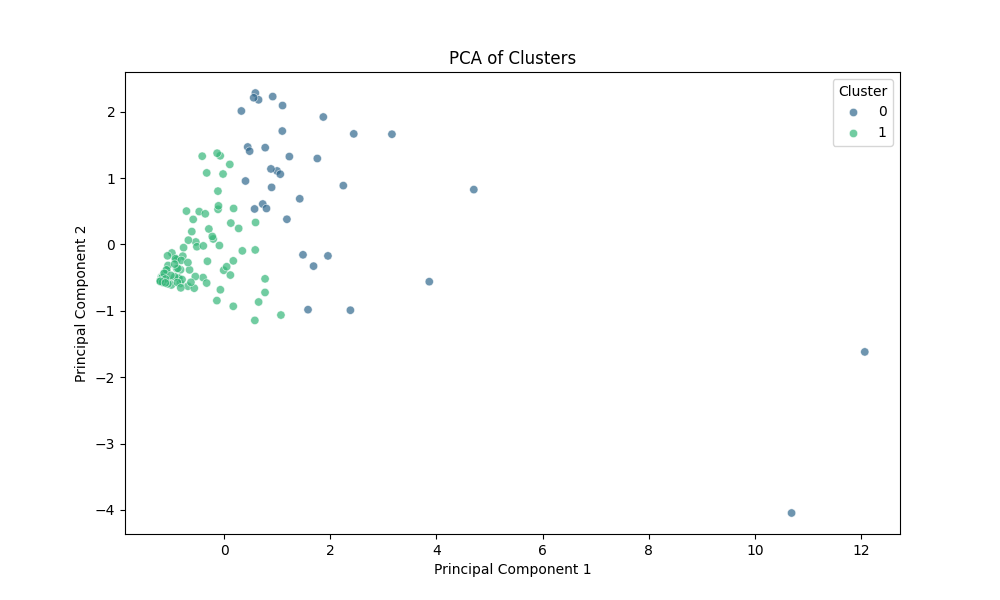 PCA of Clusters
Cluster
0
1
2
1
0
−1
−2
−3
−4
Principal Component 2
0 2 4 6 8 10 12
Principal Component 1